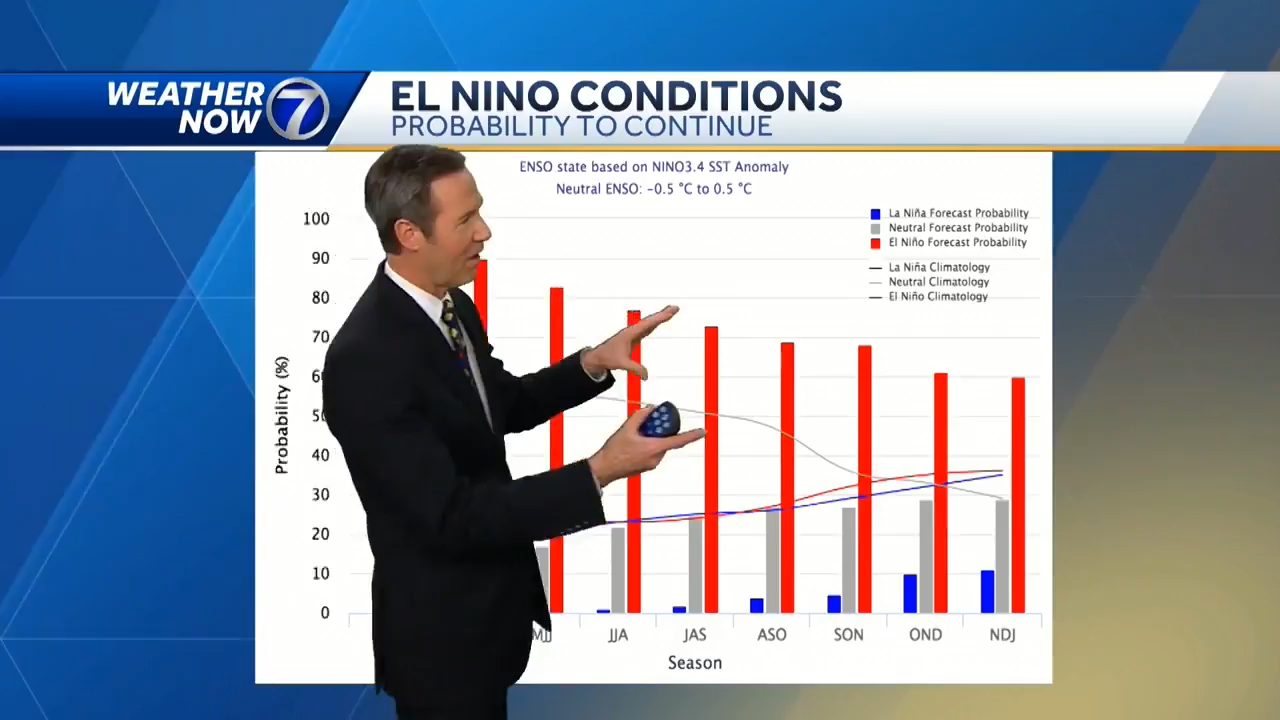 WEATHER
NOW
7
EL NINO CONDITIONS
PROBABILITY TO CONTINUE
ENSO state based on NINO3.4 SST Anomaly
Neutral ENSO: -0.5 °C to 0.5 °C
La Niña Forecast Probability
Neutral Forecast Probability
El Niño Forecast Probability
La Niña Climatology
Neutral Climatology
El Niño Climatology
Probability (%)
100
90
80
70
60
50
40
30
20
10
0
MJJ
JJA
JAS
ASO
SON
OND
NDJ
Season